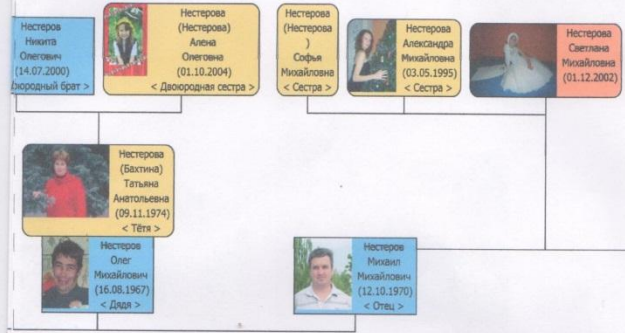 Нестеров
Никита
Олегович
(14.07.2000)
юродный брат >
Нестерова
(Нестерова)
Алена
Олеговна
(01.10.2004)
< Двоюродная сестра >
Нестерова
(Нестерова
)
Софья
Михайловна
< Сестра >
Нестерова
Александра
Михайловна
(03.05.1995)
< Сестра >
Нестерова
Светлана
Михайловна
(01.12.2002)
Нестерова
(Бахтина)
Татьяна
Анатольевна
(09.11.1974)
< Тётя >
Нестеров
Олег
Михайлович
(16.08.1967)
< Дядя >
Нестеров
Михаил
Михайлович
(12.10.1970)
< Отец >